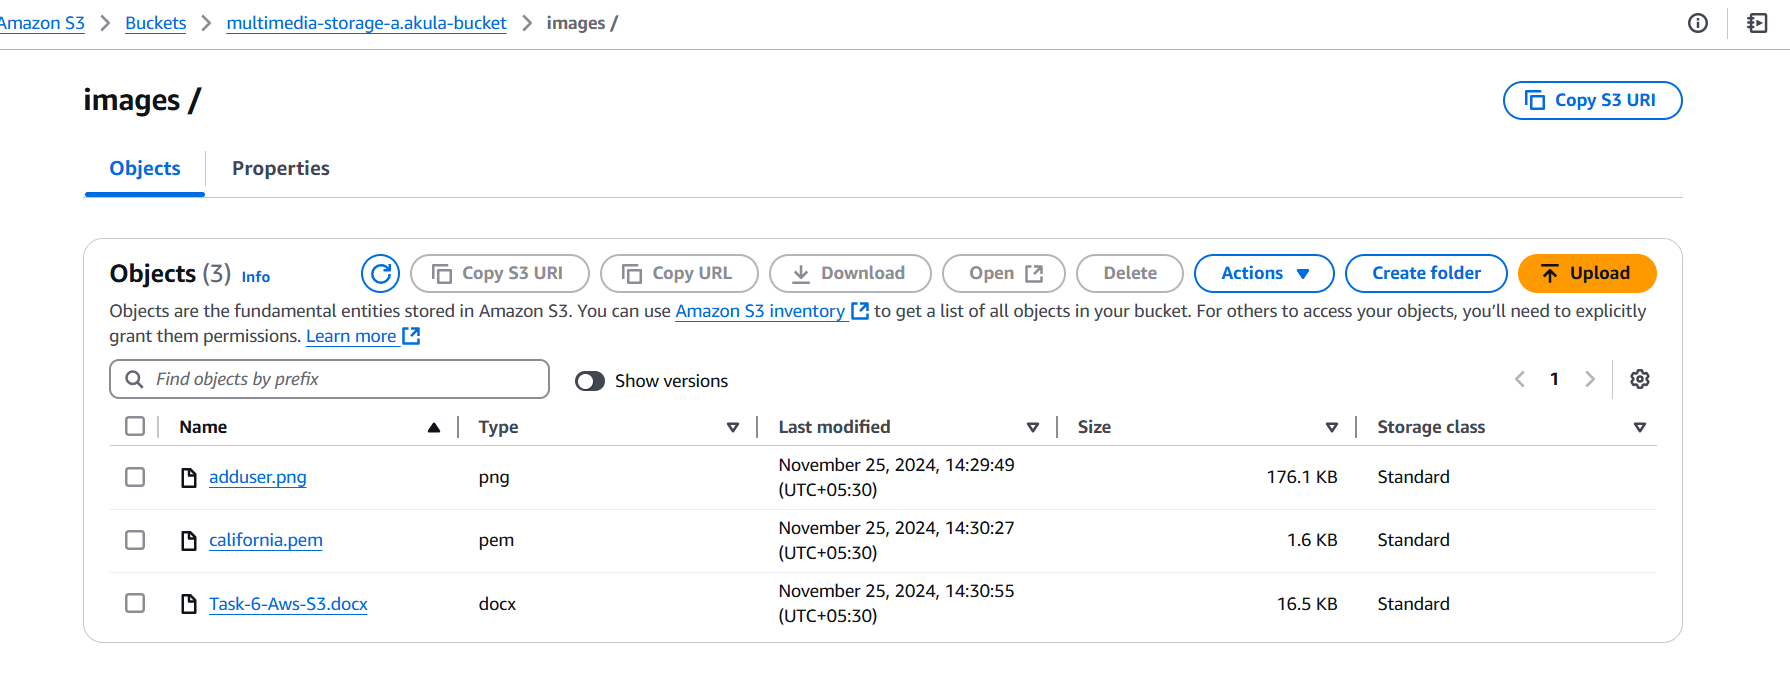 Amazon S3 > Buckets > multimedia-storage-a.akula-bucket > images /
images /
Copy S3 URI
Objects
Properties
Objects (3) Info
Copy S3 URI
Copy URL
Download
Open
Delete
Actions
Create folder
Upload
Objects are the fundamental entities stored in Amazon S3. You can use Amazon S3 inventory to get a list of all objects in your bucket. For others to access your objects, you'll need to explicitly
grant them permissions. Learn more
Find objects by prefix
Show versions
1
Name Type Last modified Size Storage class
adduser.png png November 25, 2024, 14:29:49 (UTC+05:30) 176.1 KB Standard
california.pem pem November 25, 2024, 14:30:27 (UTC+05:30) 1.6 KB Standard
Task-6-Aws-S3.docx docx November 25, 2024, 14:30:55 (UTC+05:30) 16.5 KB Standard